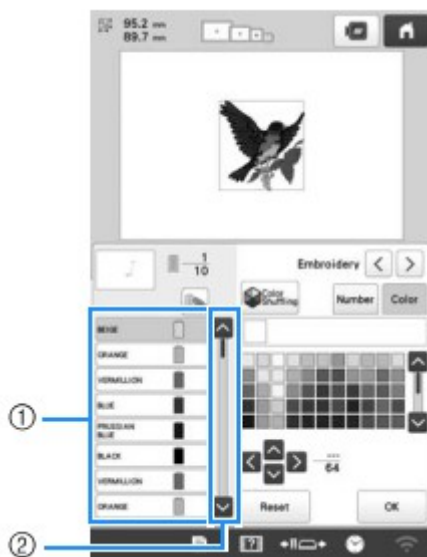 95.2 mm
89.7 mm
1
10
Embroidery
Color Shuffling
Number
Color
BEIGE
ORANGE
VERMILLION
BLUE
PRUSSIAN
BLUE
BLACK
VERMILLION
ORANGE
①
②
---
64
Reset
OK